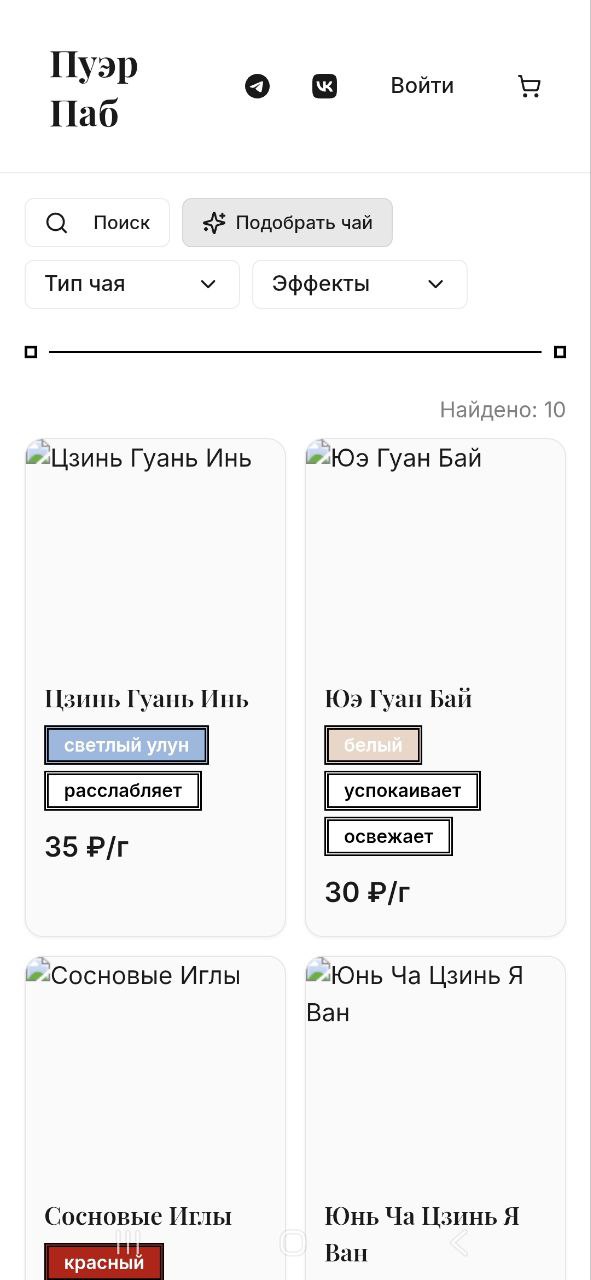 Пуэр
Паб
Войти
Поиск
Подобрать чай
Тип чая
Эффекты
Найдено: 10
Цзинь Гуань Инь
Юэ Гуан Бай
Цзинь Гуань Инь
светлый улун
расслабляет
35 ₽/г
Юэ Гуан Бай
белый
успокаивает
освежает
30 ₽/г
Сосновые Иглы
Юнь Ча Цзинь Я
Ван
Сосновые Иглы
красный
Юнь Ча Цзинь Я
Ван